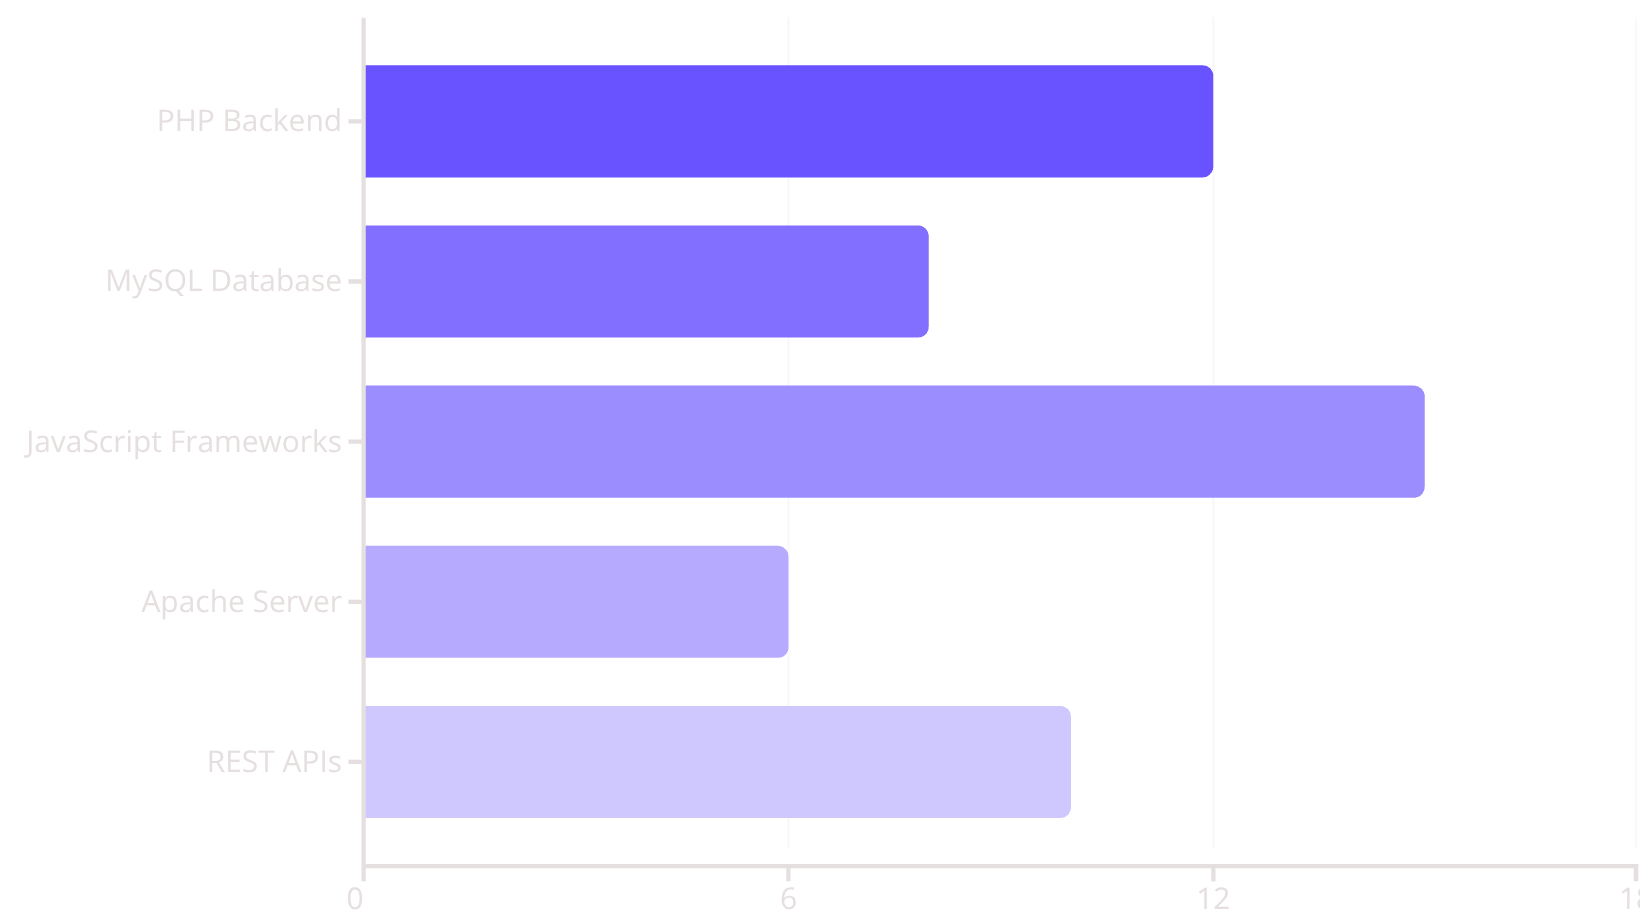 PHP Backend
MySQL Database
JavaScript Frameworks
Apache Server
REST APIs
0 6 12